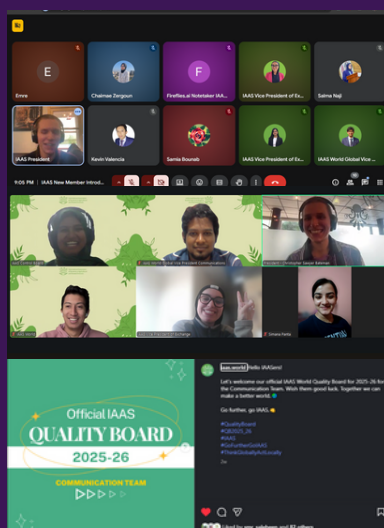 E
F
Emre
Chaimae Zergoun
Fireflies.ai Notetaker IAA...
IAAS Vice President of Ex...
Salma Naji
IAAS President
Kevin Valencia
Samia Bounab
IAAS Vice President of Ex...
IAAS World Global Vice ...
9:05 PM | IAAS New Member Introd...
Official IAAS
QUALITY BOARD
2025-26
COMMUNICATION TEAM
iaas.world Hello IAASers!
Let's welcome our official IAAS World Quality Board for 2025-26 for
the Communication Team. Wish them good luck. Together we can
make a better world.
Go further, go IAAS.
#QualityBoard
#QB2025_26
#IAAS
#GoFurtherGoIAAS
#ThinkGloballyActLocally
2w